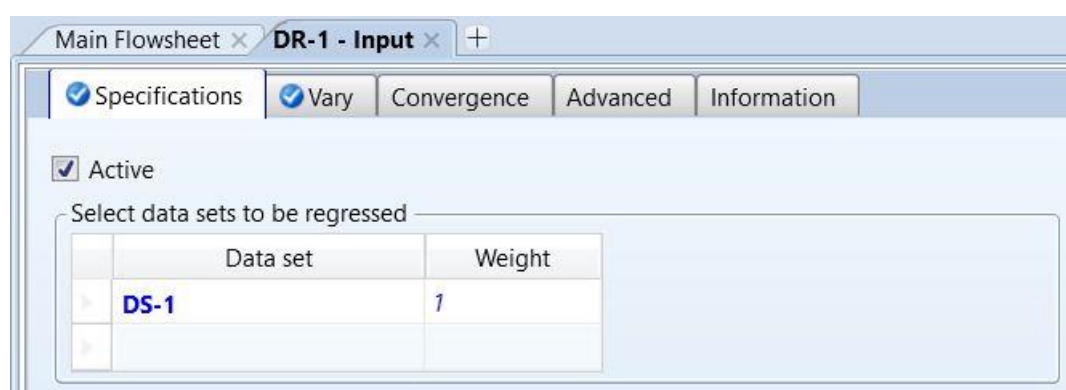 Main Flowsheet × DR-1 - Input × +
Specifications Vary Convergence Advanced Information
Active
Select data sets to be regressed
Data set Weight
DS-1 1